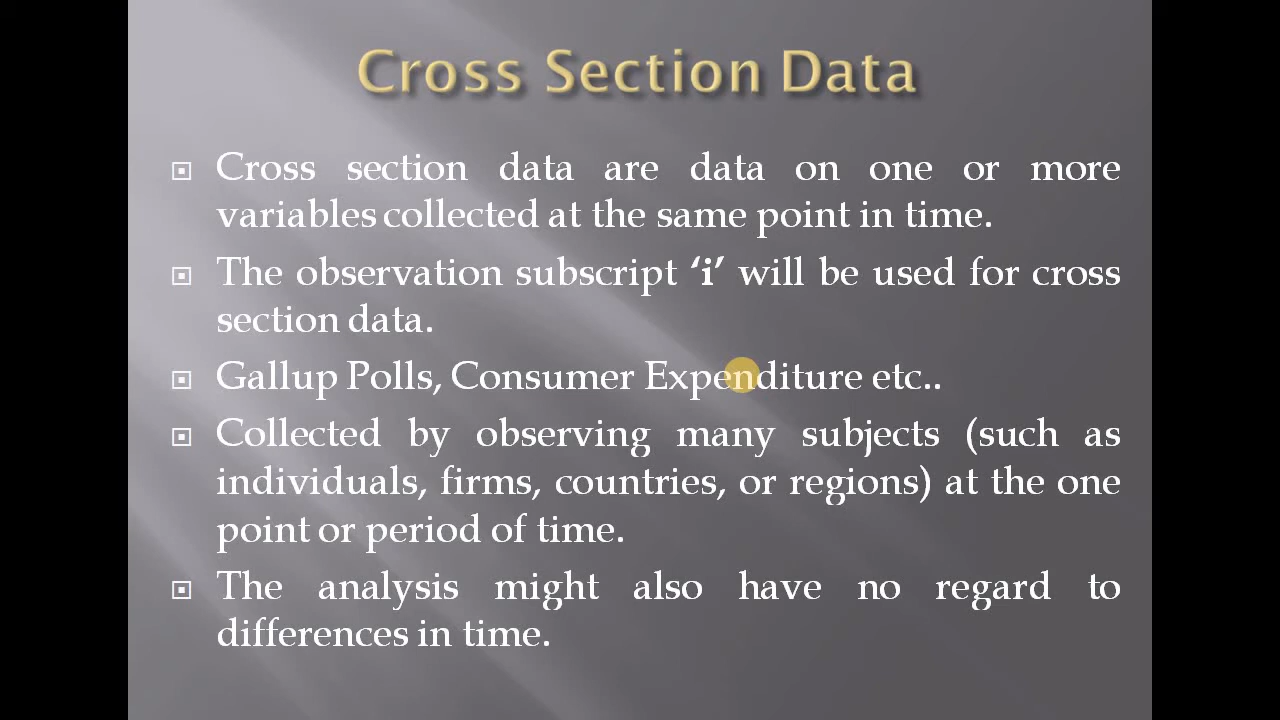 Cross Section Data
Cross section data are data on one or more
variables collected at the same point in time.
The observation subscript ‘i’ will be used for cross
section data.
Gallup Polls, Consumer Expenditure etc..
Collected by observing many subjects (such as
individuals, firms, countries, or regions) at the one
point or period of time.
The analysis might also have no regard to
differences in time.